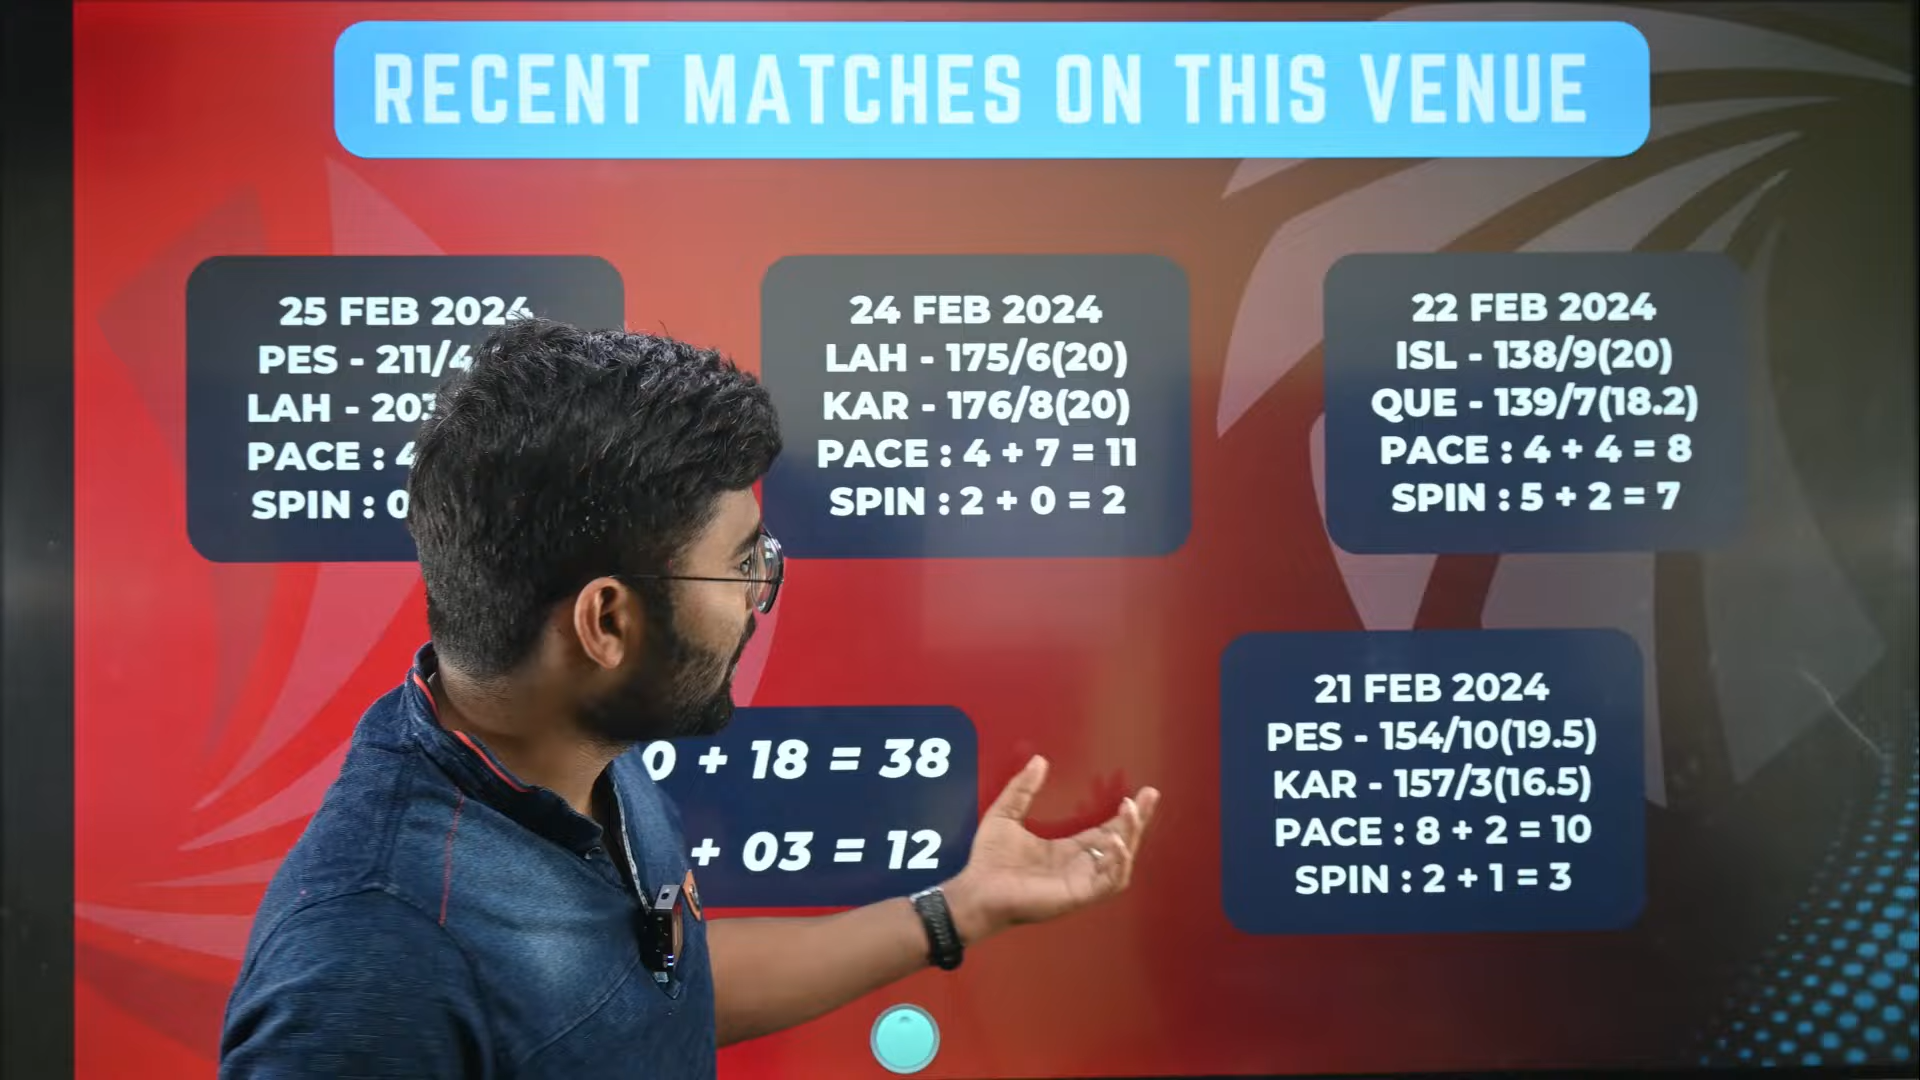 RECENT MATCHES ON THIS VENUE
25 FEB 2024
PES - 211/4
LAH - 203
PACE : 4
SPIN : 0
24 FEB 2024
LAH - 175/6(20)
KAR - 176/8(20)
PACE : 4 + 7 = 11
SPIN : 2 + 0 = 2
22 FEB 2024
ISL - 138/9(20)
QUE - 139/7(18.2)
PACE : 4 + 4 = 8
SPIN : 5 + 2 = 7
0 + 18 = 38
+ 03 = 12
21 FEB 2024
PES - 154/10(19.5)
KAR - 157/3(16.5)
PACE : 8 + 2 = 10
SPIN : 2 + 1 = 3